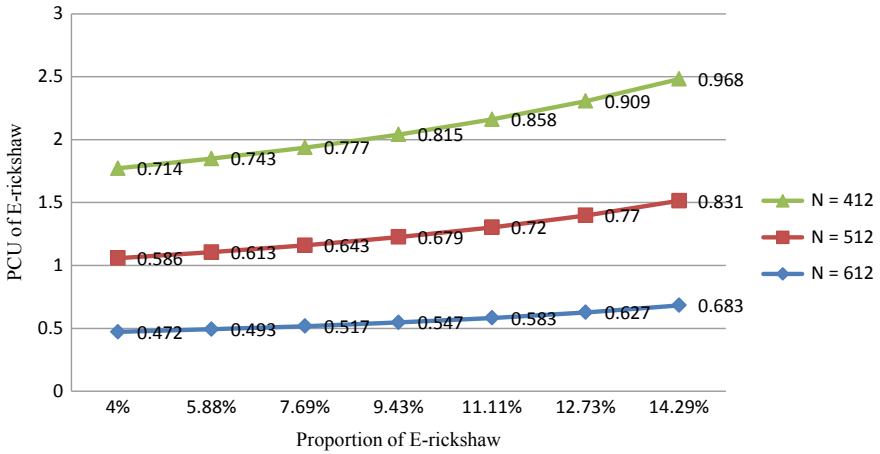 3
2.5
2
1.5
1
0.5
0
PCU of E-rickshaw
0.714 0.743 0.777 0.815 0.858 0.909 0.968
0.586 0.613 0.643 0.679 0.72 0.77 0.831
0.472 0.493 0.517 0.547 0.583 0.627 0.683
4% 5.88% 7.69% 9.43% 11.11% 12.73% 14.29%
Proportion of E-rickshaw
N = 412
N = 512
N = 612